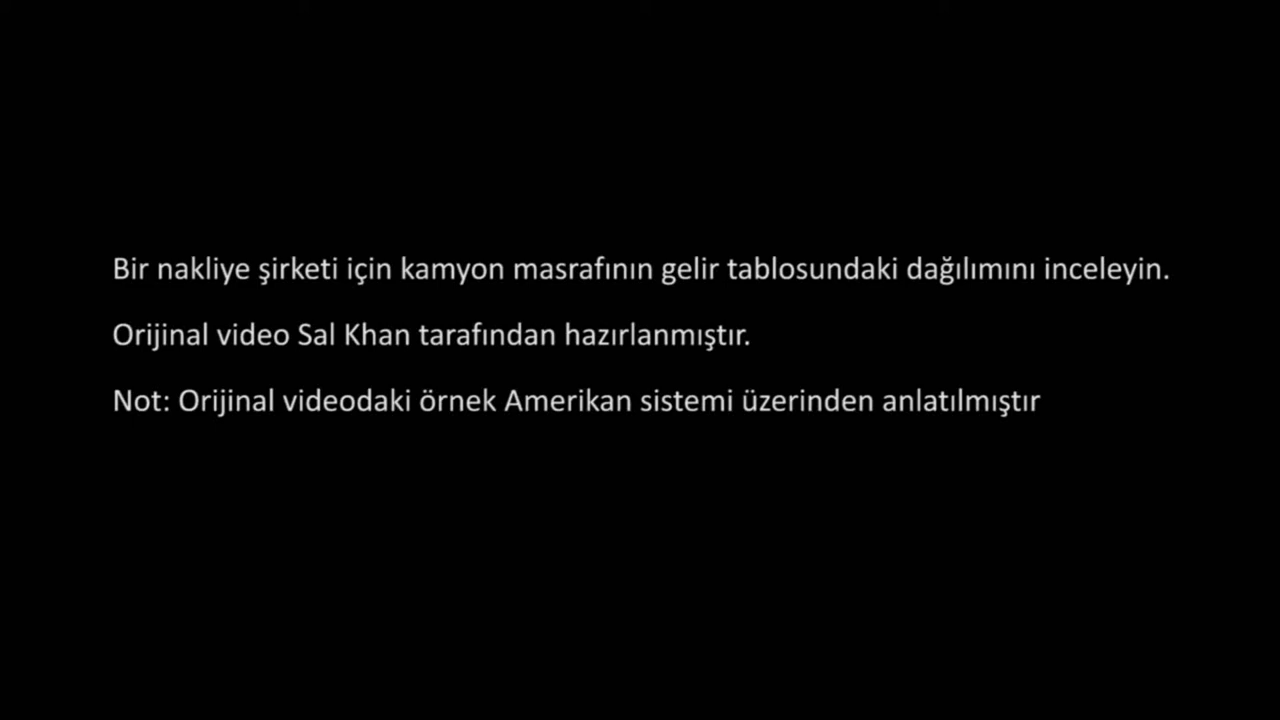 Bir nakliye şirketi için kamyon masrafının gelir tablosundaki dağılımını inceleyin.
Orijinal video Sal Khan tarafından hazırlanmıştır.
Not: Orijinal videodaki örnek Amerikan sistemi üzerinden anlatılmıştır